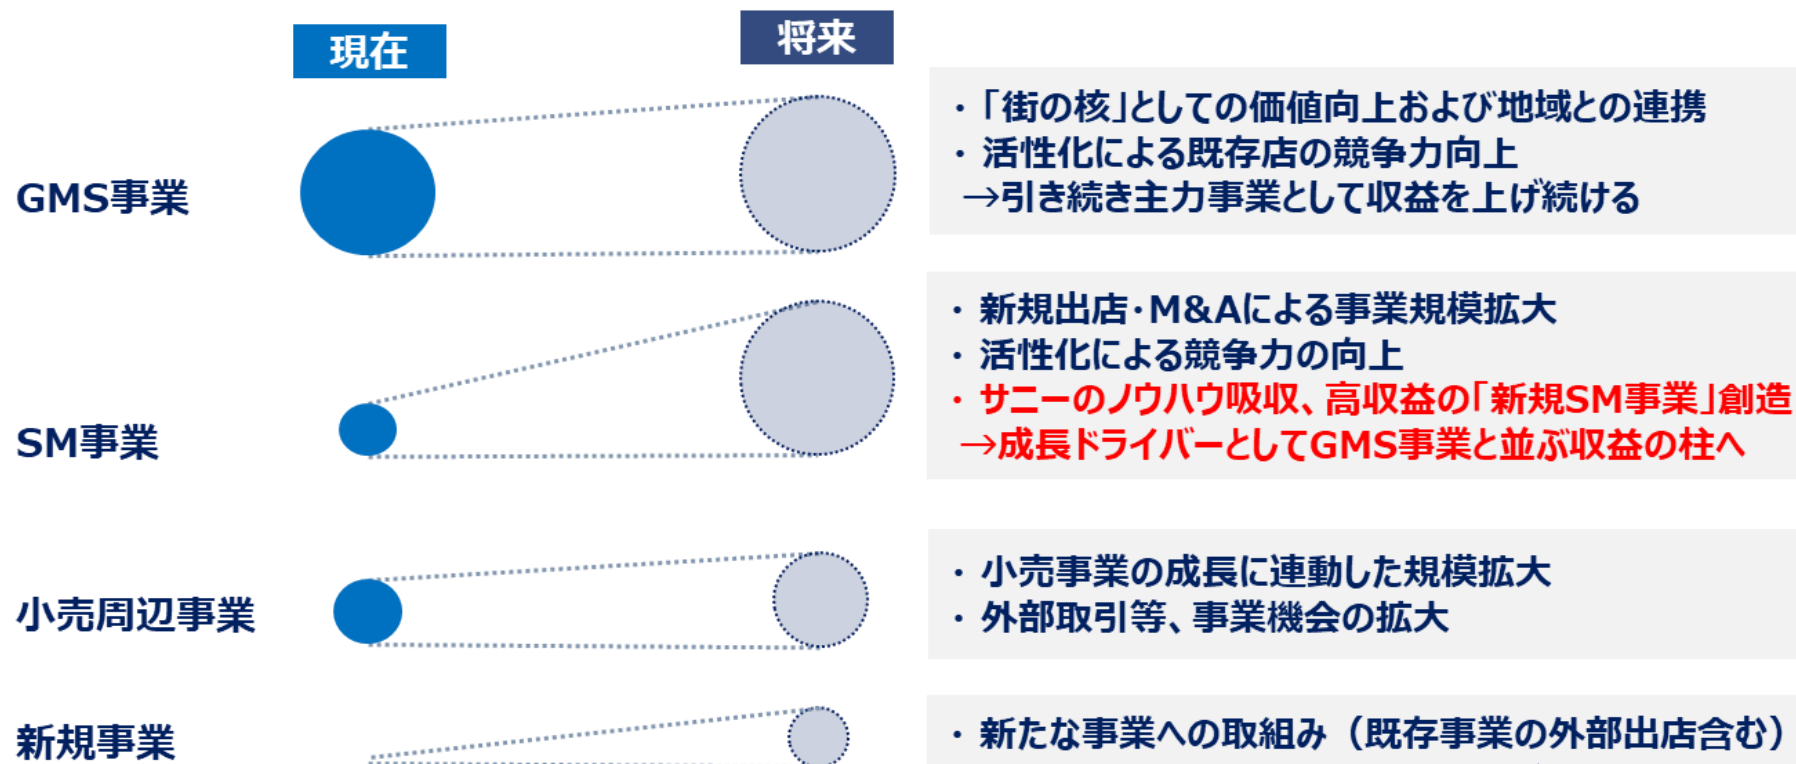 現在
将来
GMS事業
・「街の核」としての価値向上および地域との連携
・ 活性化による既存店の競争力向上
→引き続き主力事業として収益を上げ続ける
SM事業
・ 新規出店・M&Aによる事業規模拡大
・ 活性化による競争力の向上
・ サニーのノウハウ吸収、高収益の「新規SM事業」創造
→成長ドライバーとしてGMS事業と並ぶ収益の柱へ
小売周辺事業
・ 小売事業の成長に連動した規模拡大
・ 外部取引等、事業機会の拡大
新規事業
・ 新たな事業への取組み（既存事業の外部出店含む）